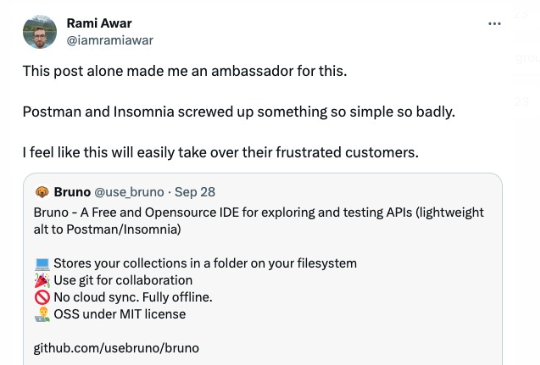 Rami Awar
@iamramiawar
This post alone made me an ambassador for this.
Postman and Insomnia screwed up something so simple so badly.
I feel like this will easily take over their frustrated customers.
Bruno @use_bruno · Sep 28
Bruno - A Free and Opensource IDE for exploring and testing APIs (lightweight
alt to Postman/Insomnia)
💻 Stores your collections in a folder on your filesystem
🎉 Use git for collaboration
🚫 No cloud sync. Fully offline.
👨‍💻 OSS under MIT license
github.com/usebruno/bruno